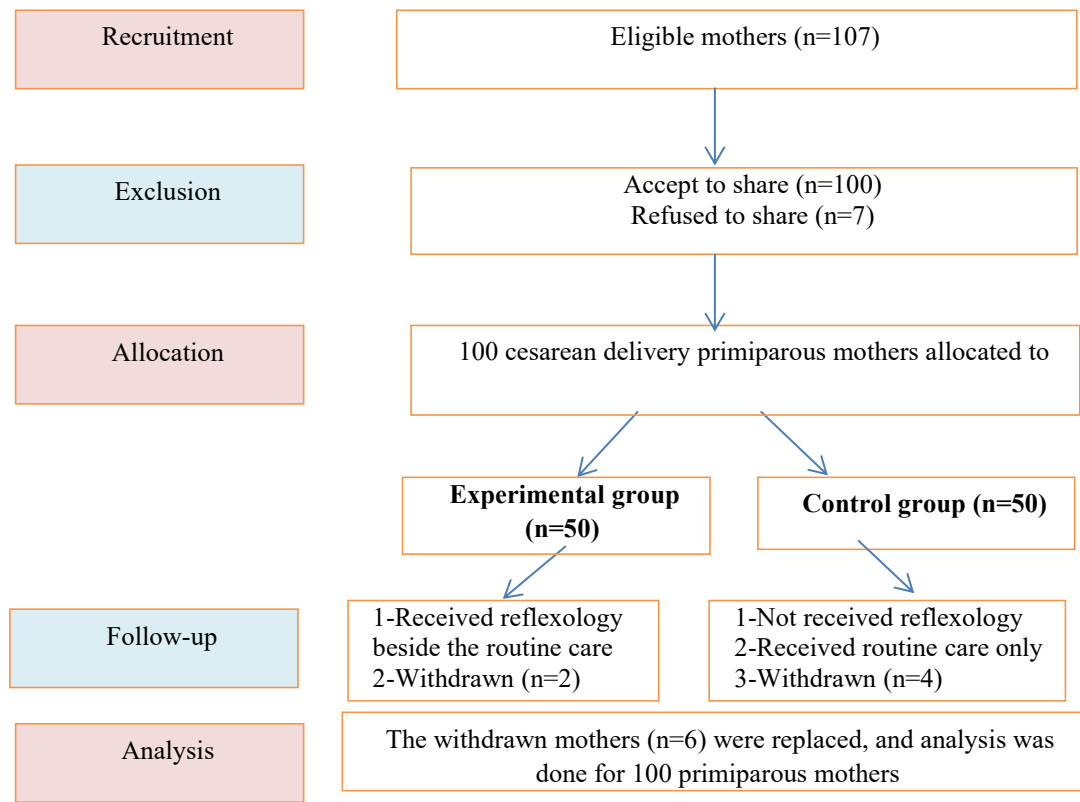 Recruitment
Eligible mothers (n=107)
Exclusion
Accept to share (n=100)
Refused to share (n=7)
Allocation
100 cesarean delivery primiparous mothers allocated to
Experimental group
(n=50)
Control group (n=50)
Follow-up
1-Received reflexology
beside the routine care
2-Withdrawn (n=2)
1-Not received reflexology
2-Received routine care only
3-Withdrawn (n=4)
Analysis
The withdrawn mothers (n=6) were replaced, and analysis was
done for 100 primiparous mothers